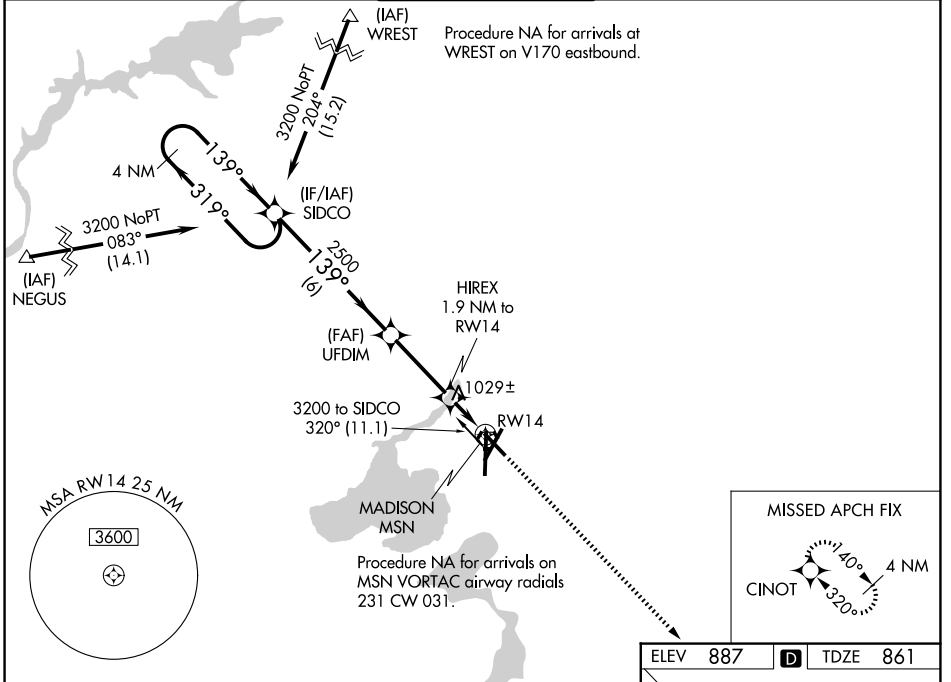 (IAF)
WREST
Procedure NA for arrivals at
WREST on V170 eastbound.
3200 NoPT
204°
(15.2)
4 NM
139°
319°
(IF/IAF)
SIDCO
3200 NoPT
083°
(14.1)
(IAF)
NEGUS
2500
139°
(6)
HIREX
1.9 NM to
RW14
(FAF)
UFDIM
1029±
3200 to SIDCO
320° (11.1)
RW14
MADISON
MSN
MSA RW14 25 NM
3600
Procedure NA for arrivals on
MSN VORTAC airway radials
231 CW 031.
MISSED APCH FIX
140°
4 NM
CINOT
320°
ELEV 887 D TDZE 861